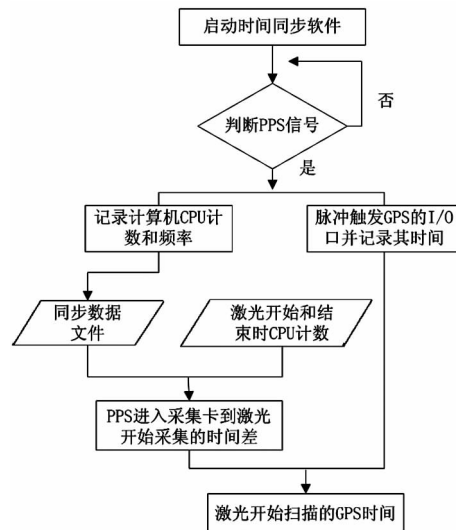 启动时间同步软件
否
判断PPS信号
是
记录计算机CPU计
数和频率
脉冲触发GPS的I/O
口并记录其时间
同步数据
文件
激光开始和结
束时CPU计数
PPS进入采集卡到激光
开始采集的时间差
激光开始扫描的GPS时间